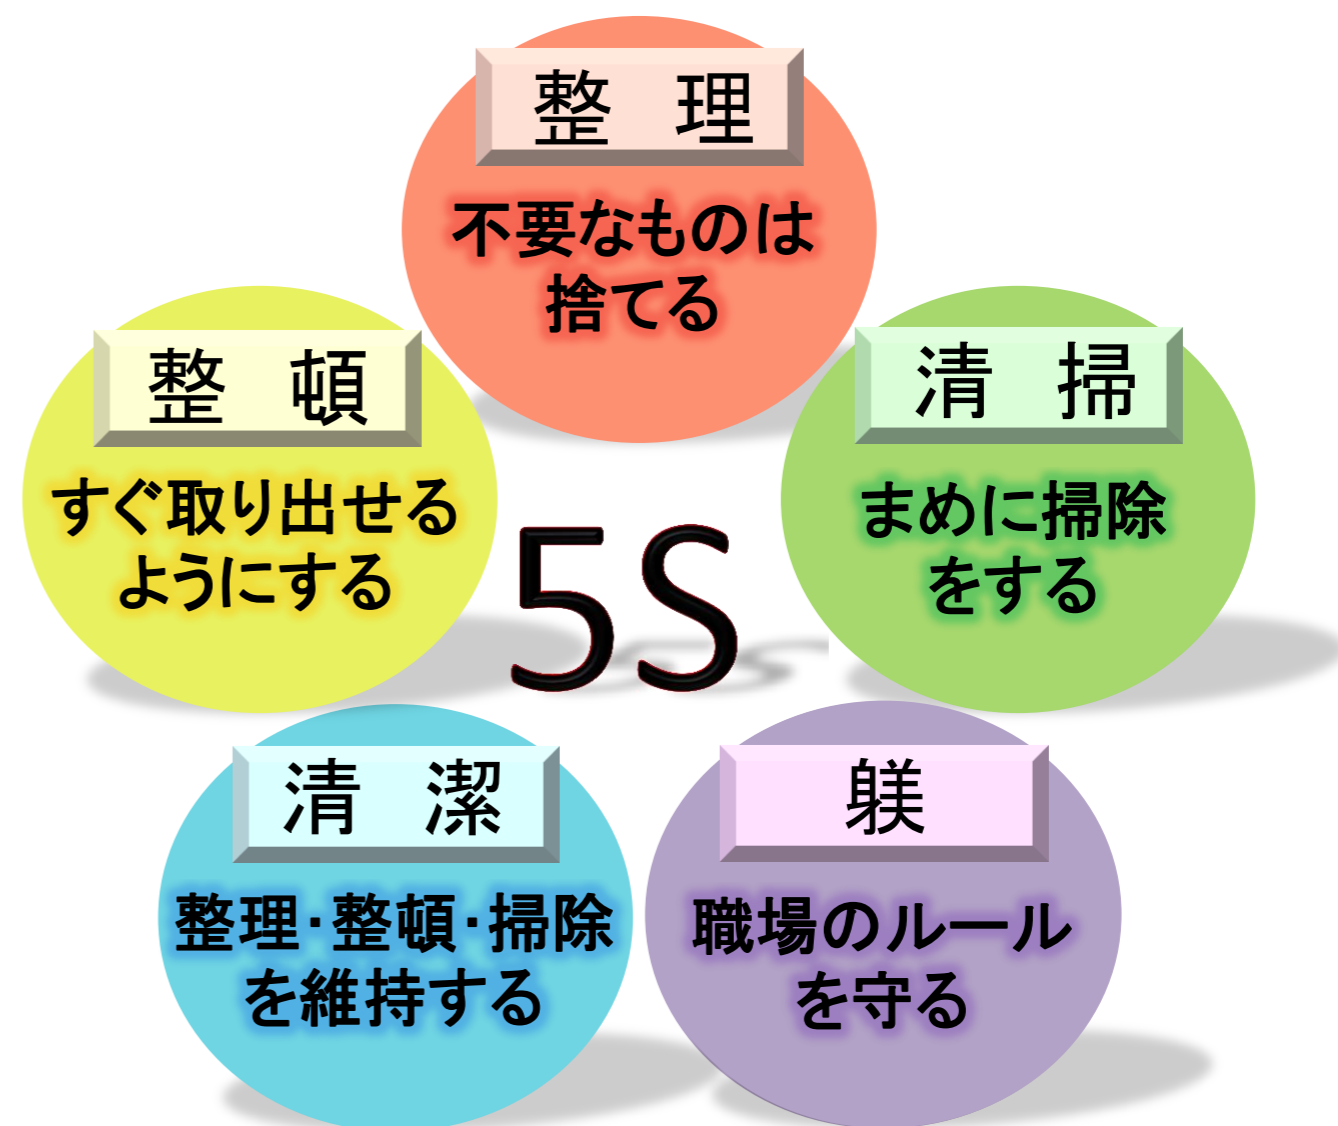 整 理
不要なものは
捨てる
整 頓
すぐ取り出せる
ようにする
清 掃
まめに掃除
をする
5S
清 潔
整理・整頓・掃除
を維持する
躾
職場のルール
を守る